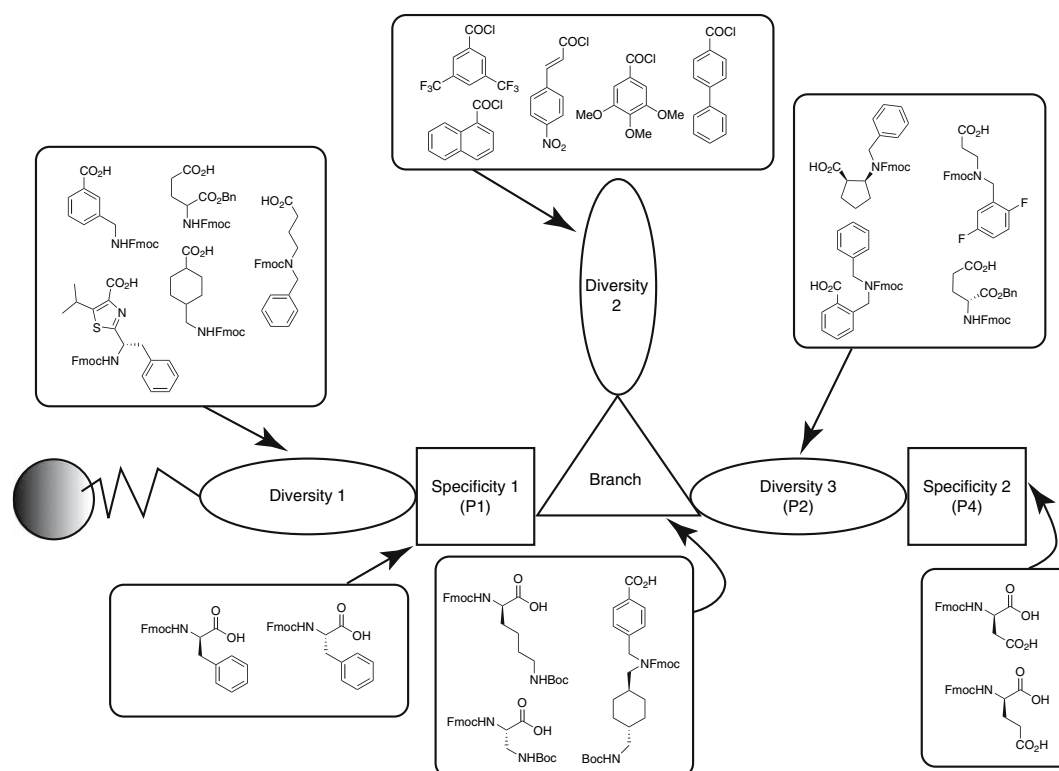 COCl
F3C
CF3
COCl
COCl
NO2
COCl
MeO
OMe
OMe
COCl
CO2H
NHFmoc
CO2H
CO2Bn
NHFmoc
HO2C
FmocN
CO2H
NHFmoc
CO2H
N
S
FmocHN
HO2C
NFmoc
CO2H
FmocN
F
F
HO2C
NFmoc
CO2H
CO2Bn
NHFmoc
Diversity
2
Diversity 1
Specificity 1
(P1)
Branch
Diversity 3
(P2)
Specificity 2
(P4)
FmocHN
O
OH
FmocHN
O
OH
FmocHN
O
OH
NHBoc
FmocHN
O
OH
NHBoc
CO2H
NFmoc
BocHN
FmocHN
O
OH
CO2H
FmocHN
O
OH
CO2H